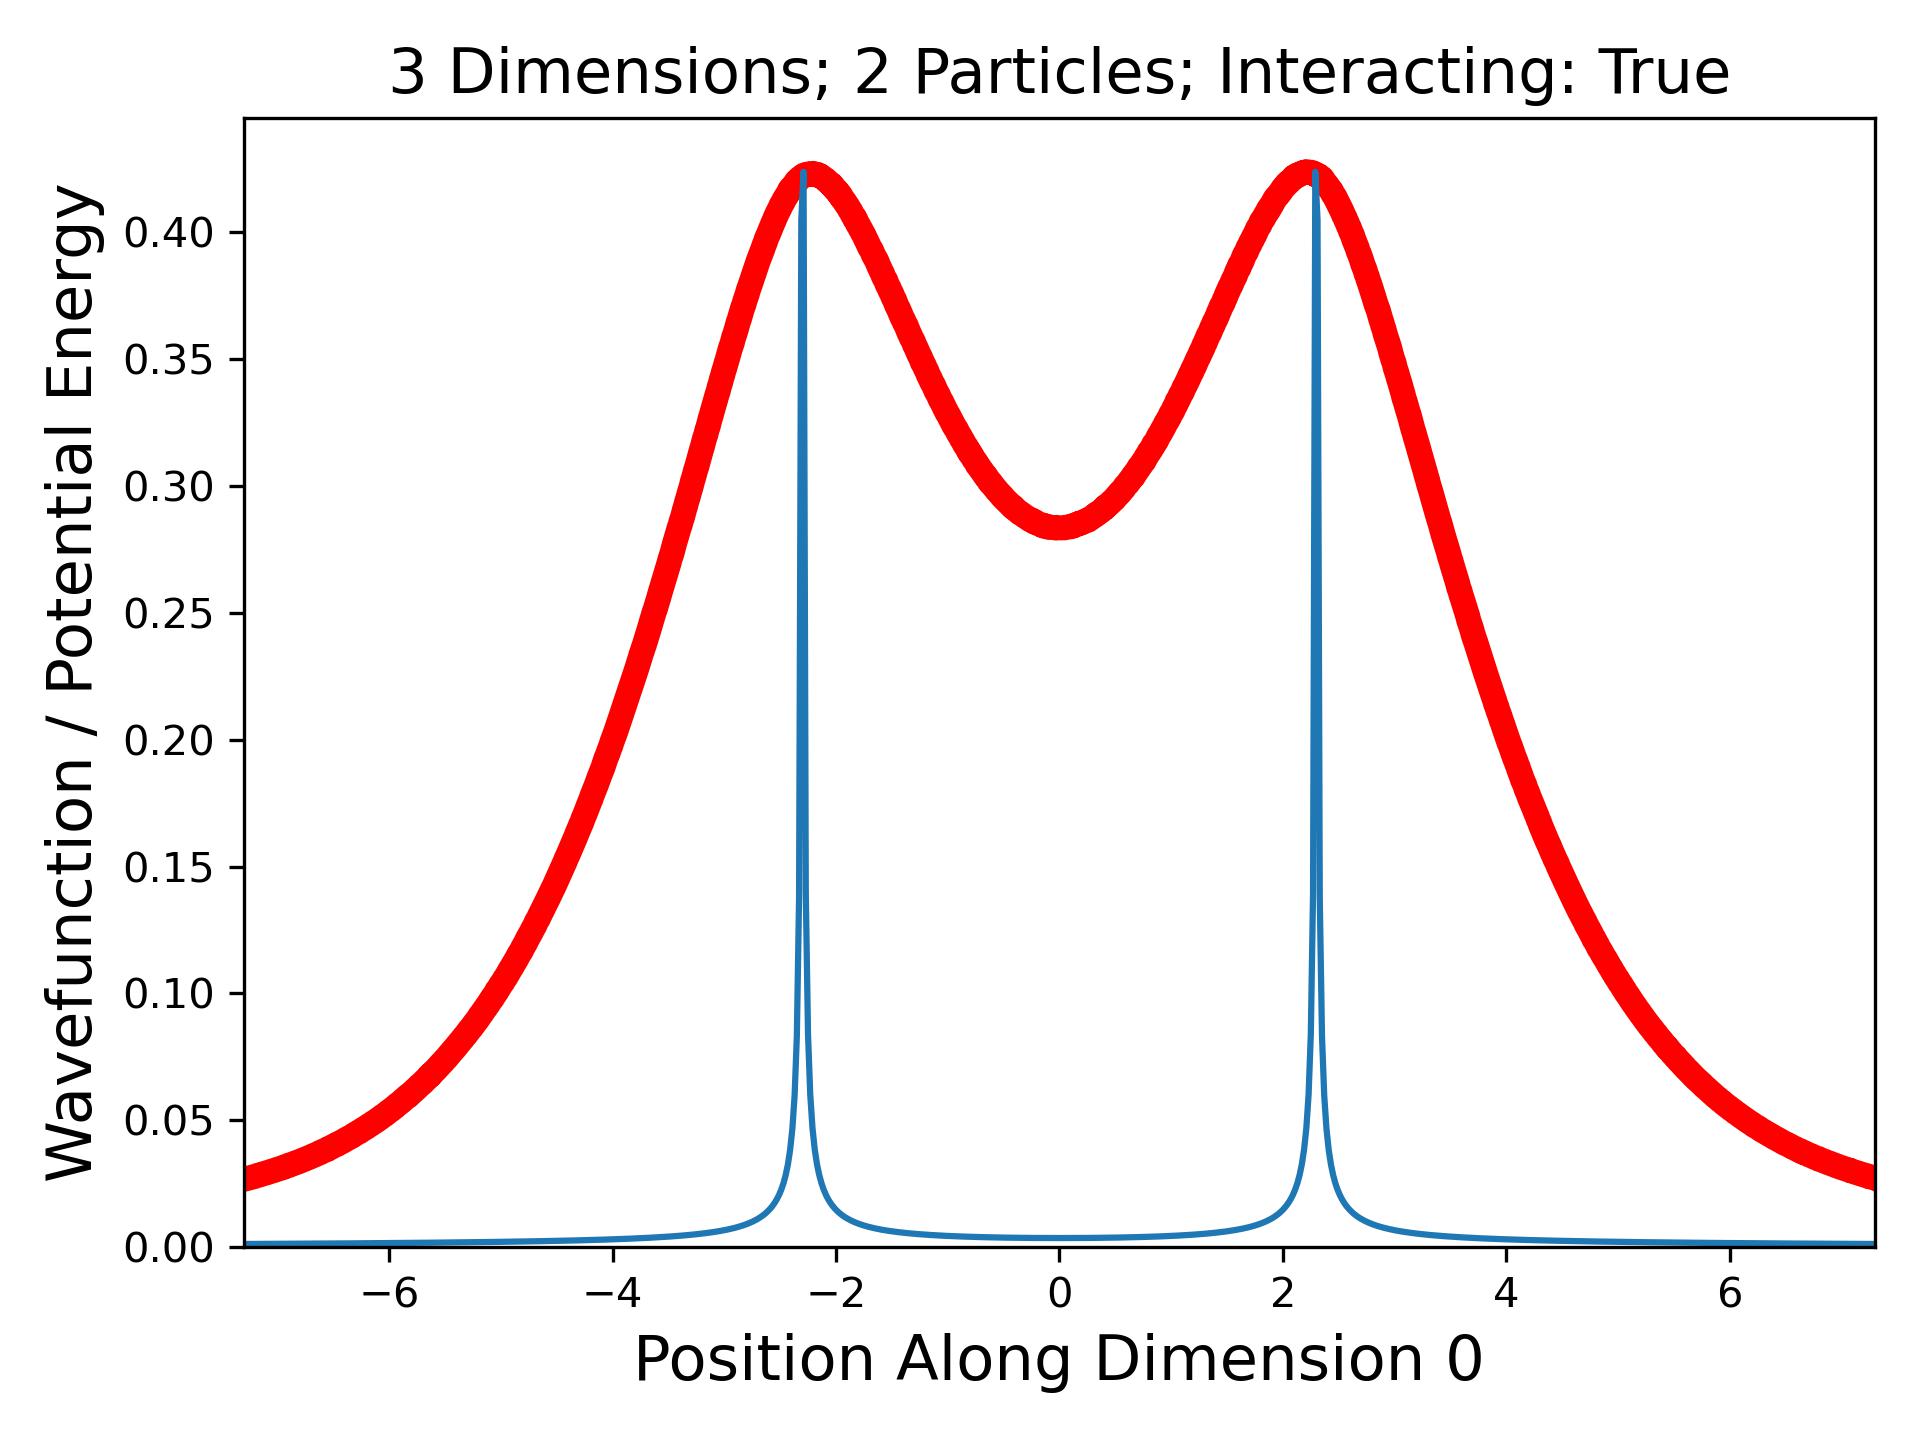 3 Dimensions; 2 Particles; Interacting: True
Wavefunction / Potential Energy
0.40
0.35
0.30
0.25
0.20
0.15
0.10
0.05
0.00
−6 −4 −2 0 2 4 6
Position Along Dimension 0